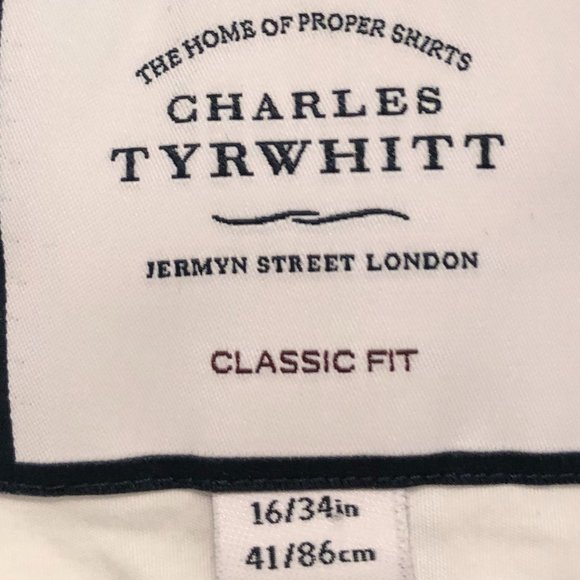 THE HOME OF PROPER SHIRTS
CHARLES
TYRWHITT
JERMYN STREET LONDON
CLASSIC FIT
16/34in
41/86cm